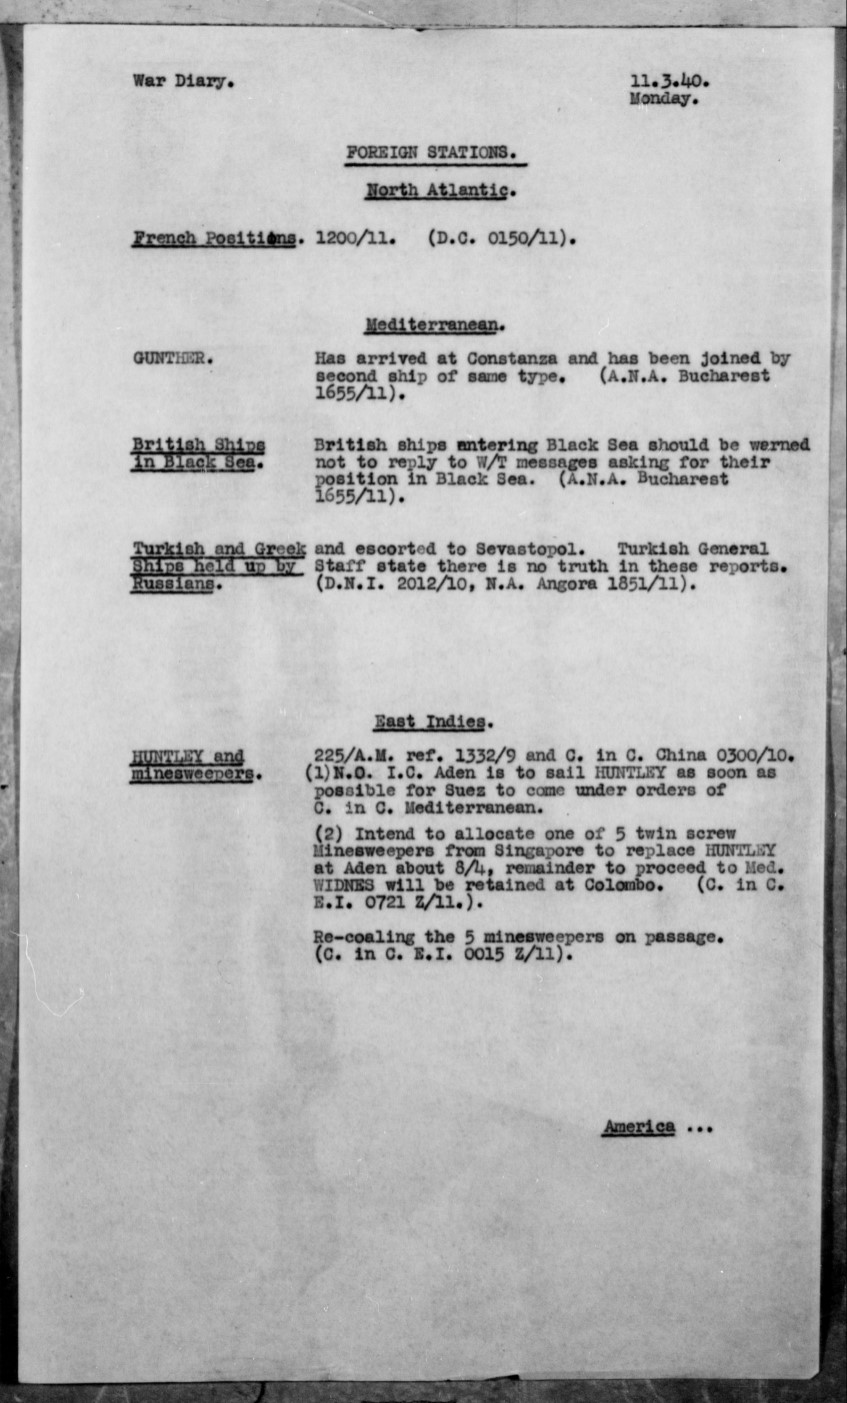 War Diary. 11.3.40.
Monday.
FOREIGN STATIONS.
North Atlantic.
French Positions. 1200/11. (D.C. 0150/11).
Mediterranean.
GUNTHER. Has arrived at Constanza and has been joined by
second ship of same type. (A.N.A. Bucharest
1655/11).
British Ships British ships entering Black Sea should be warned
in Black Sea. not to reply to W/T messages asking for their
position in Black Sea. (A.N.A. Bucharest
1655/11).
Turkish and Greek and escorted to Sevastopol. Turkish General
Ships held up by Staff state there is no truth in these reports.
Russians. (D.N.I. 2012/10, N.A. Angora 1851/11).
East Indies.
HUNTLEY and 225/A.M. ref. 1332/9 and C. in C. China 0300/10.
minesweepers. (1)N.O. I.C. Aden is to sail HUNTLEY as soon as
possible for Suez to come under orders of
C. in C. Mediterranean.
(2) Intend to allocate one of 5 twin screw
Minesweepers from Singapore to replace HUNTLEY
at Aden about 8/4, remainder to proceed to Med.
WIDNES will be retained at Colombo. (C. in C.
E.I. 0721 Z/11.).
Re-coaling the 5 minesweepers on passage.
(C. in C. E.I. 0015 Z/11).
America ...